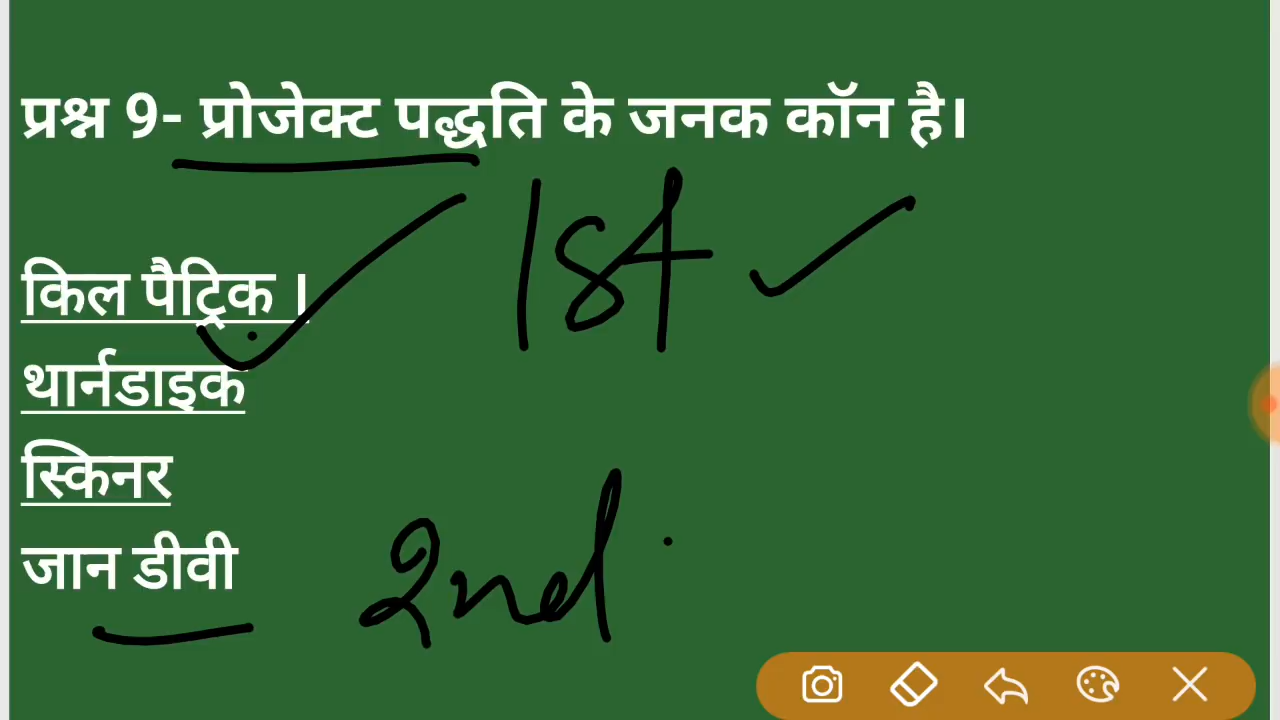 प्रश्न 9- प्रोजेक्ट पद्धति के जनक कॉन है।
1st
किल पैट्रिक ।
थार्नडाइक
स्किनर
जान डीवी
2nd